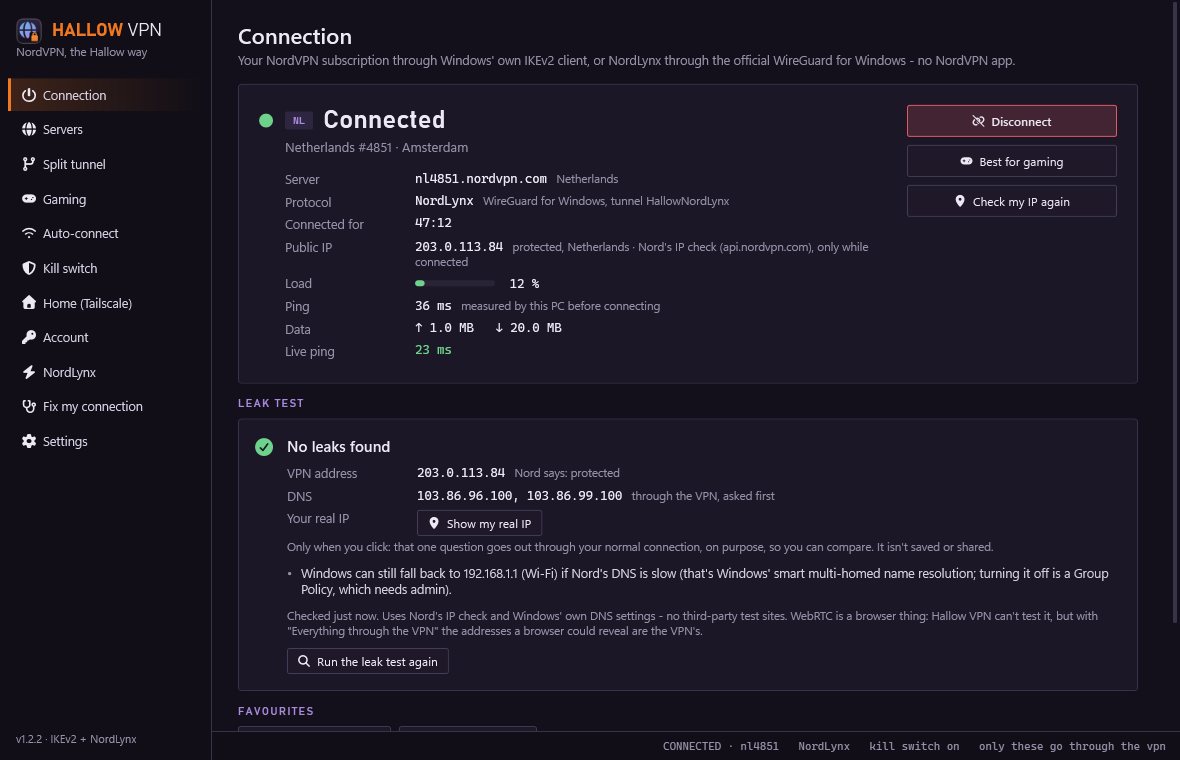 HALLOW VPN
NordVPN, the Hallow way
Connection
Servers
Split tunnel
Gaming
Auto-connect
Kill switch
Home (Tailscale)
Account
NordLynx
Fix my connection
Settings
v1.2.2 · IKEv2 + NordLynx
Connection
Your NordVPN subscription through Windows' own IKEv2 client, or NordLynx through the official WireGuard for Windows - no NordVPN app.
NL Connected
Netherlands #4851 · Amsterdam
Server nl4851.nordvpn.com Netherlands
Protocol NordLynx WireGuard for Windows, tunnel HallowNordLynx
Connected for 47:12
Public IP 203.0.113.84 protected, Netherlands · Nord's IP check (api.nordvpn.com), only while
connected
Load 12 %
Ping 36 ms measured by this PC before connecting
Data ↑ 1.0 MB ↓ 20.0 MB
Live ping 23 ms
Disconnect
Best for gaming
Check my IP again
LEAK TEST
No leaks found
VPN address 203.0.113.84 Nord says: protected
DNS 103.86.96.100, 103.86.99.100 through the VPN, asked first
Your real IP Show my real IP
Only when you click: that one question goes out through your normal connection, on purpose, so you can compare. It isn't saved or shared.
• Windows can still fall back to 192.168.1.1 (Wi-Fi) if Nord's DNS is slow (that's Windows' smart multi-homed name resolution; turning it off is a Group
Policy, which needs admin).
Checked just now. Uses Nord's IP check and Windows' own DNS settings - no third-party test sites. WebRTC is a browser thing: Hallow VPN can't test it, but with
"Everything through the VPN" the addresses a browser could reveal are the VPN's.
Run the leak test again
FAVOURITES
CONNECTED · nl4851 NordLynx kill switch on only these go through the vpn